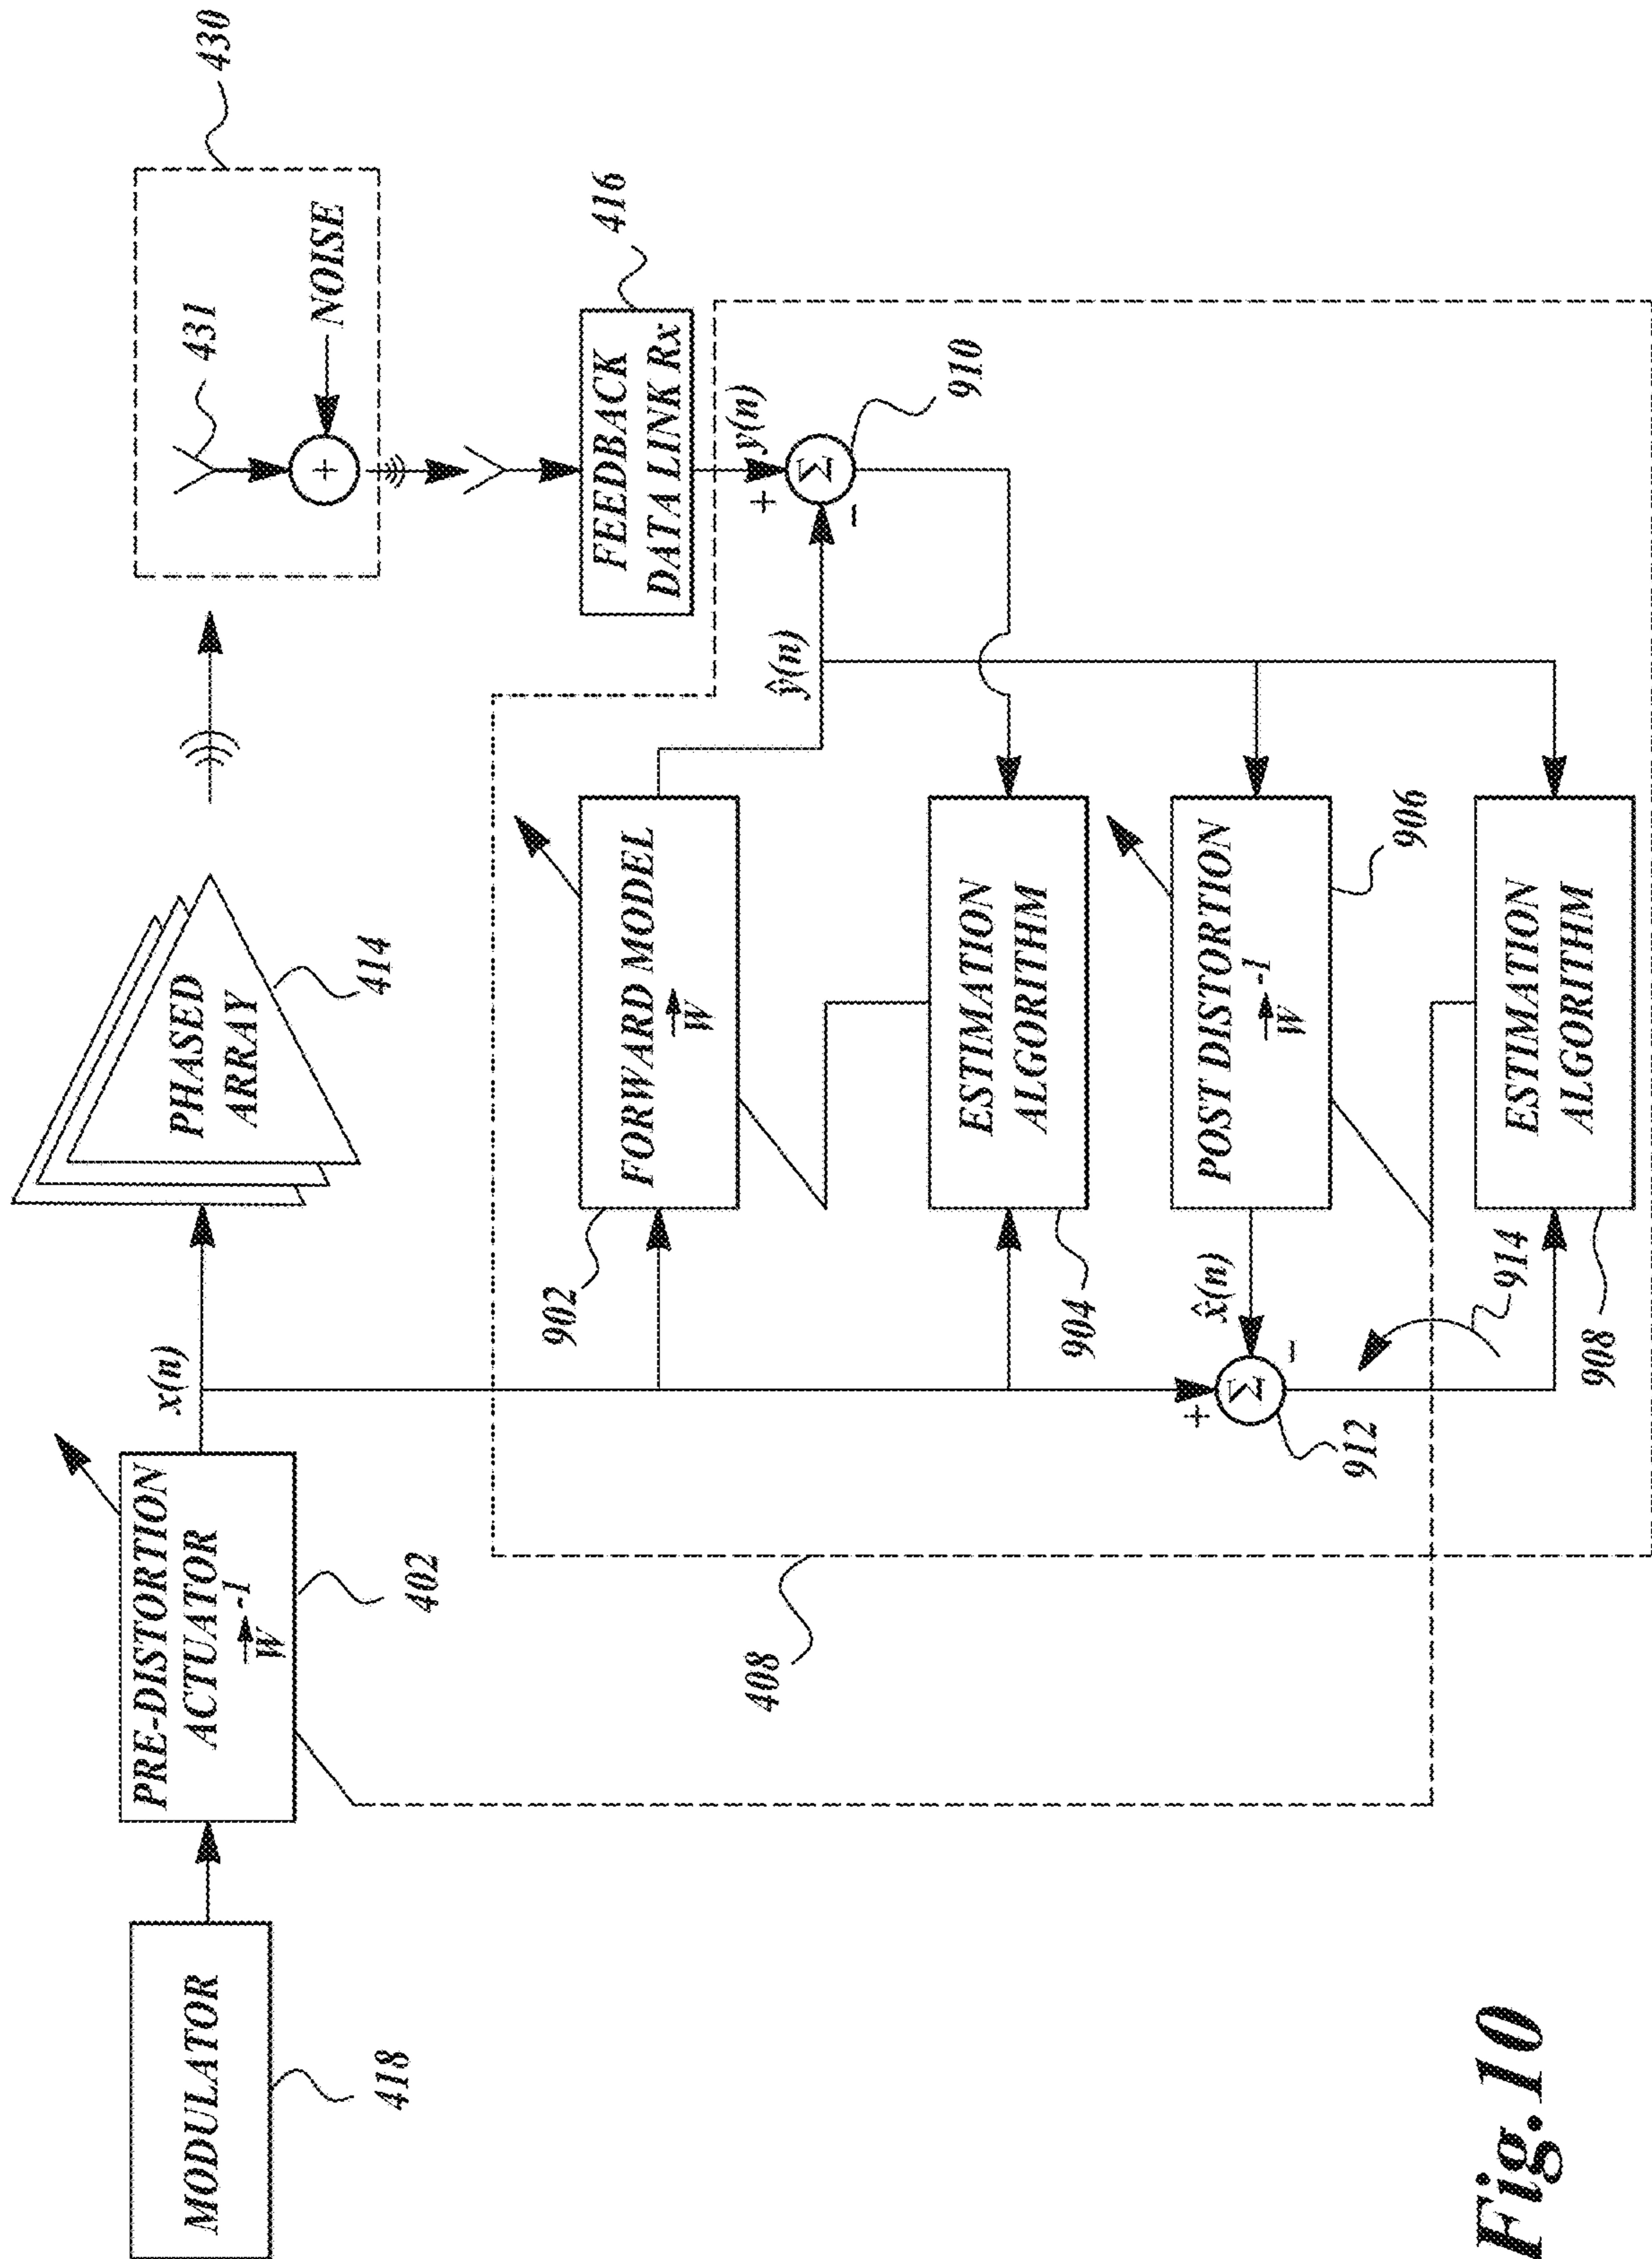 MODULATOR
418
PRE-DISTORTION
ACTUATOR
W⃗ -1
402
x(n)
PHASED
ARRAY
414
430
431
+
NOISE
FEEDBACK
DATA LINK Rx
416
y(n)
+
Σ
−
910
ŷ(n)
FORWARD MODEL
W⃗
902
ESTIMATION
ALGORITHM
904
POST DISTORTION
W⃗ -1
906
x̂(n)
+
Σ
−
912
914
ESTIMATION
ALGORITHM
908
408
Fig.10